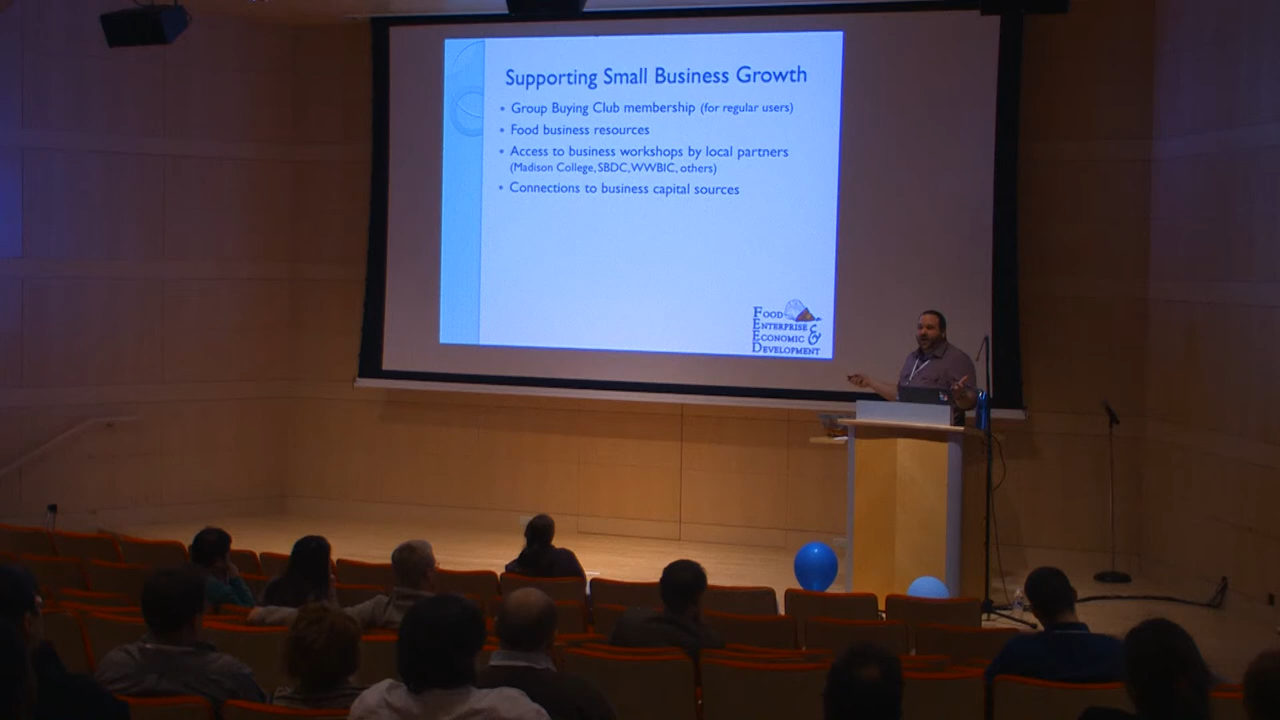 Supporting Small Business Growth
• Group Buying Club membership (for regular users)
• Food business resources
• Access to business workshops by local partners
(Madison College, SBDC, WWBIC, others)
• Connections to business capital sources
FOOD
ENTERPRISE &
ECONOMIC
DEVELOPMENT